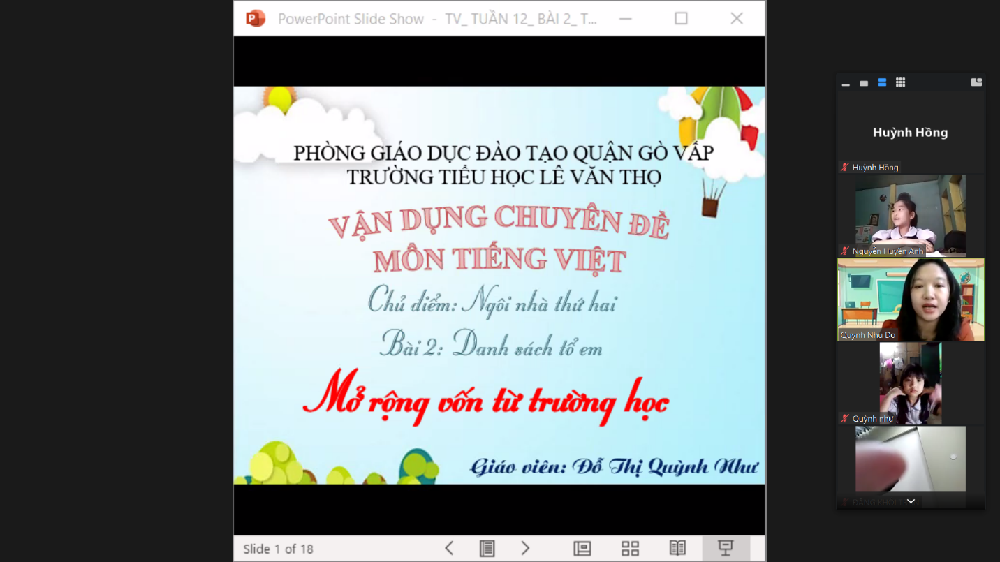 PowerPoint Slide Show - TV_ TUẦN 12_ BÀI 2_ T...
PHÒNG GIÁO DỤC ĐÀO TẠO QUẬN GÒ VẤP
TRƯỜNG TIỂU HỌC LÊ VĂN THỌ
VẬN DỤNG CHUYÊN ĐỀ
MÔN TIẾNG VIỆT
Chủ điểm: Ngôi nhà thứ hai
Bài 2: Danh sách tổ em
Mở rộng vốn từ trường học
Giáo viên: Đỗ Thị Quỳnh Như
Slide 1 of 18
Huỳnh Hồng
Huỳnh Hồng
Nguyễn Huyền Anh
Quynh Nhu Do
Quỳnh như
ĐĂNG KHÔI